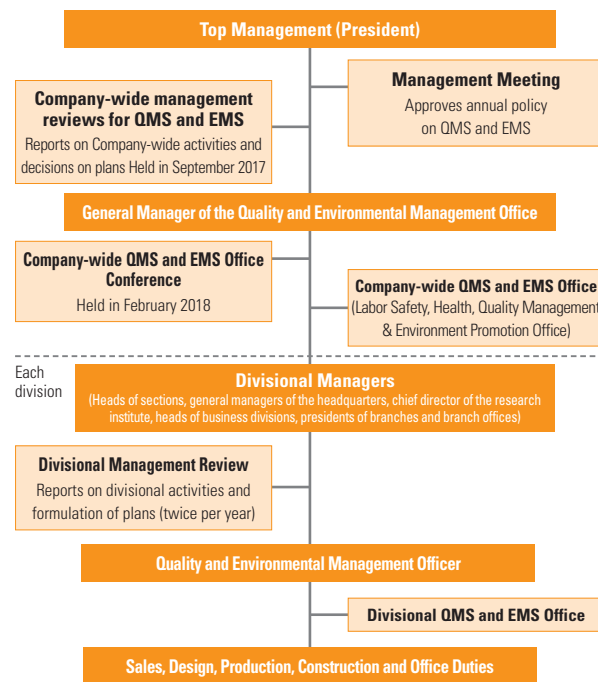 Top Management (President)
Management Meeting
Approves annual policy
on QMS and EMS
Company-wide management
reviews for QMS and EMS
Reports on Company-wide activities and
decisions on plans Held in September 2017
General Manager of the Quality and Environmental Management Office
Company-wide QMS and EMS Office
Conference
Held in February 2018
Company-wide QMS and EMS Office
(Labor Safety, Health, Quality Management
& Environment Promotion Office)
Each
division
Divisional Managers
(Heads of sections, general managers of the headquarters, chief director of the research
institute, heads of business divisions, presidents of branches and branch offices)
Divisional Management Review
Reports on divisional activities and
formulation of plans (twice per year)
Quality and Environmental Management Officer
Divisional QMS and EMS Office
Sales, Design, Production, Construction and Office Duties